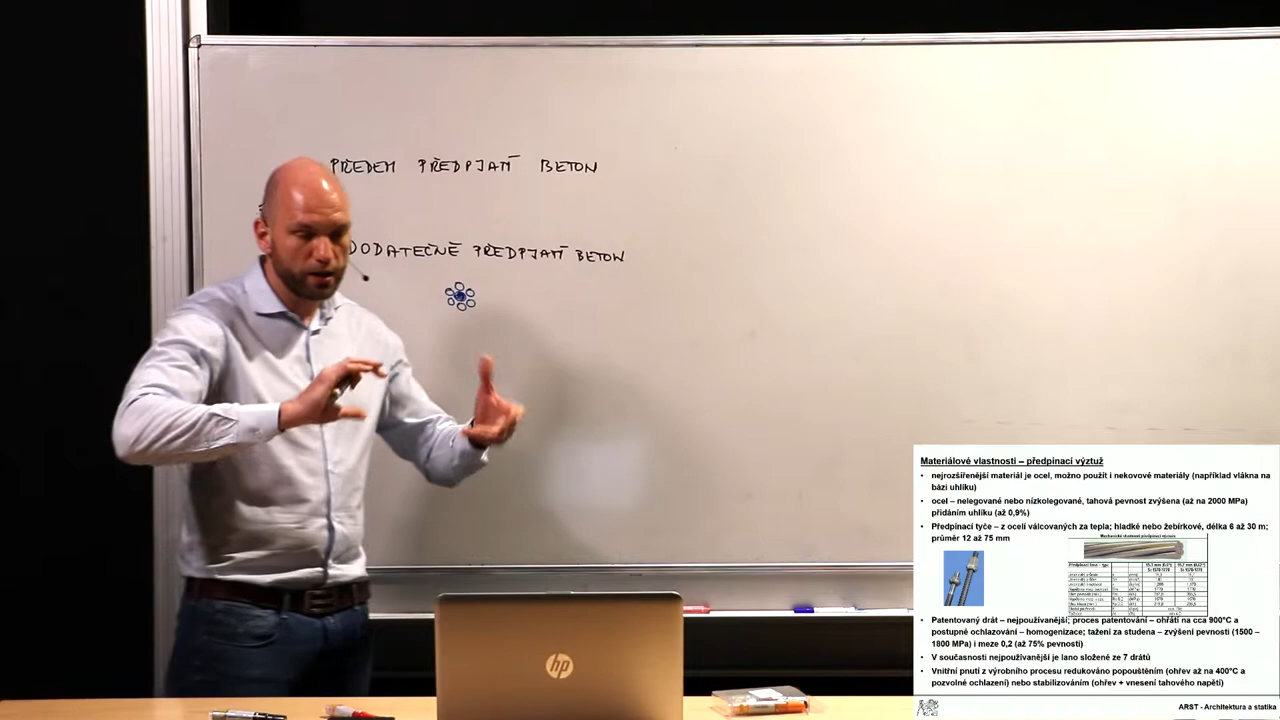 PŘEDEM PŘEDPJATÝ BETON
DODATEČNĚ PŘEDPJATÝ BETON
hp
Materiálové vlastnosti – předpínací výztuž
• nejrozšířenější materiál je ocel, možno použít i nekovové materiály (například vlákna na
bázi uhlíku)
• ocel – nelegované nebo nízkolegované, tahová pevnost zvýšena (až na 2000 MPa)
přidáním uhlíku (až 0,9%)
• Předpínací tyče – z ocelí válcovaných za tepla; hladké nebo žebírkové, délka 6 až 30 m;
průměr 12 až 75 mm
Mechanické vlastnosti předpínací výztuže
• Patentovaný drát – nejpoužívanější; proces patentování – ohřátí na cca 900°C a
postupné ochlazování – homogenizace; tažení za studena – zvýšení pevnosti (1500 –
1800 MPa) i meze 0,2 (až 75% pevnosti)
• V současnosti nejpoužívanější je lano složené ze 7 drátů
• Vnitřní pnutí z výrobního procesu redukováno popouštěním (ohřev až na 400°C a
pozvolné ochlazení) nebo stabilizováním (ohřev + vnesení tahového napětí)
ARST - Architektura a statika